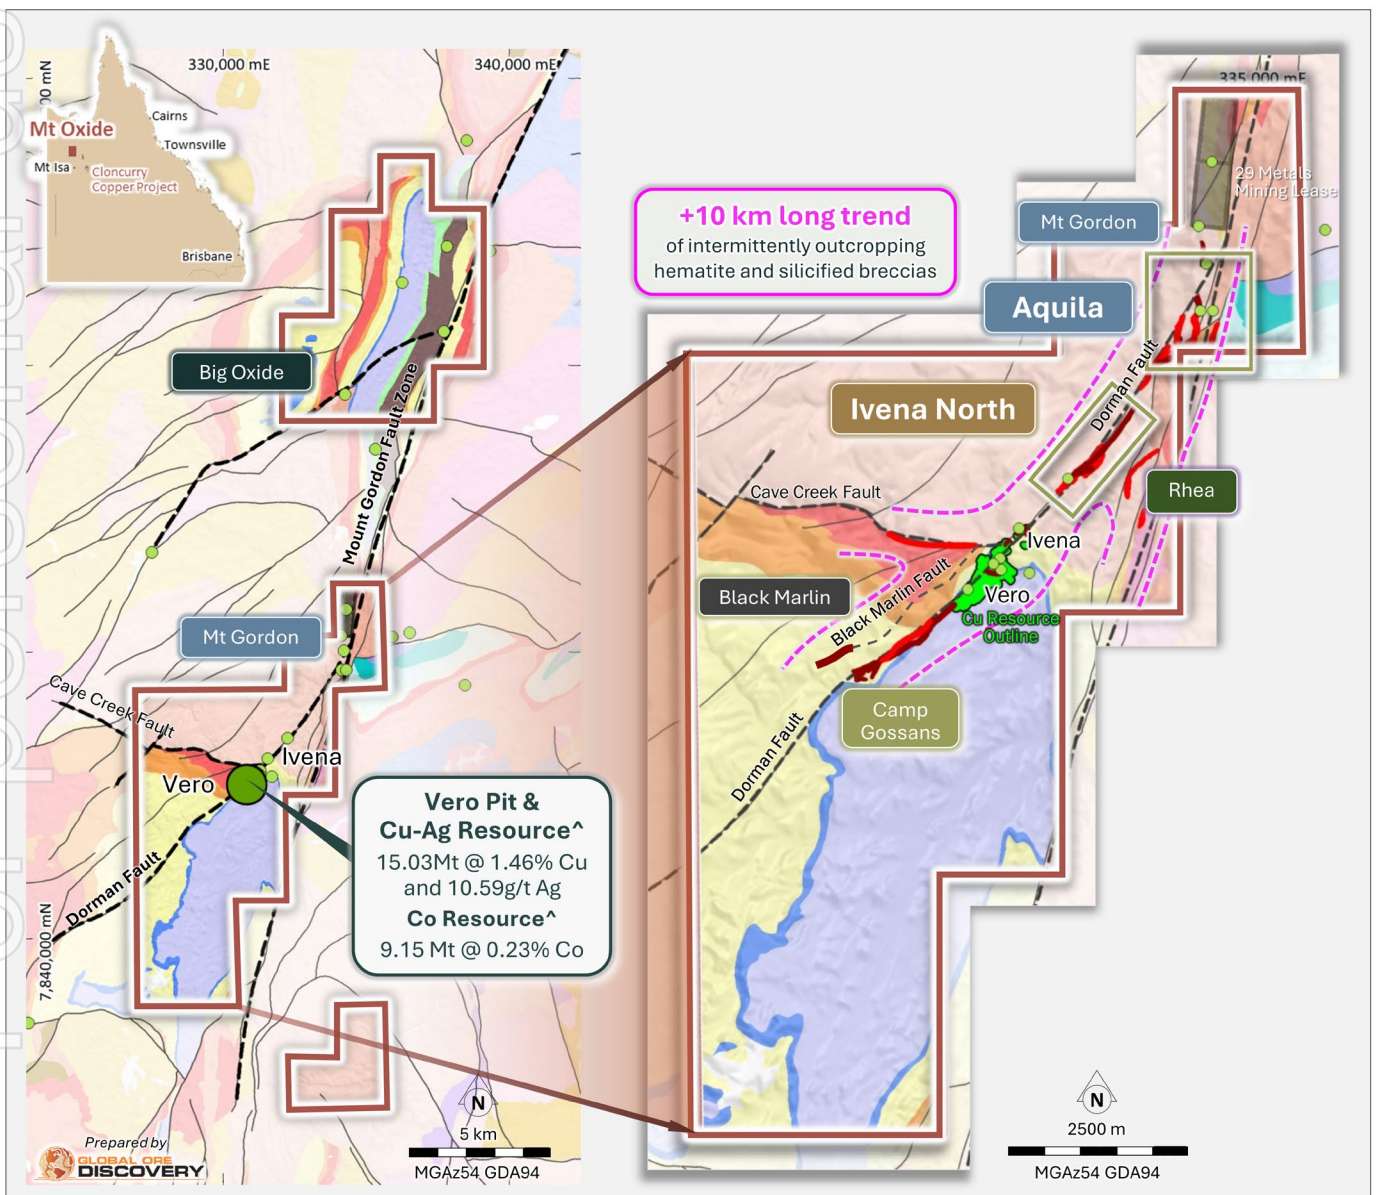 330,000 mE
340,000 mE
00 mN
Cairns
Mt Oxide
Townsville
Mt Isa
Cloncurry
Copper Project
Brisbane
Big Oxide
Mount Gordon Fault Zone
Mt Gordon
Cave Creek Fault
Ivena
Vero
Dorman Fault
7,840,000 mN
Vero Pit &
Cu-Ag Resource^
15.03Mt @ 1.46% Cu
and 10.59g/t Ag
Co Resource^
9.15 Mt @ 0.23% Co
Prepared by
GLOBAL ORE
DISCOVERY
N
5 km
MGAz54 GDA94
335,000 mE
29 Metals
Mining Lease
+10 km long trend
of intermittently outcropping
hematite and silicified breccias
Mt Gordon
Aquila
Dorman Fault
Ivena North
Rhea
Cave Creek Fault
Ivena
Black Marlin
Black Marlin Fault
Vero
Cu Resource
Outline
Camp
Gossans
Dorman Fault
N
2500 m
MGAz54 GDA94